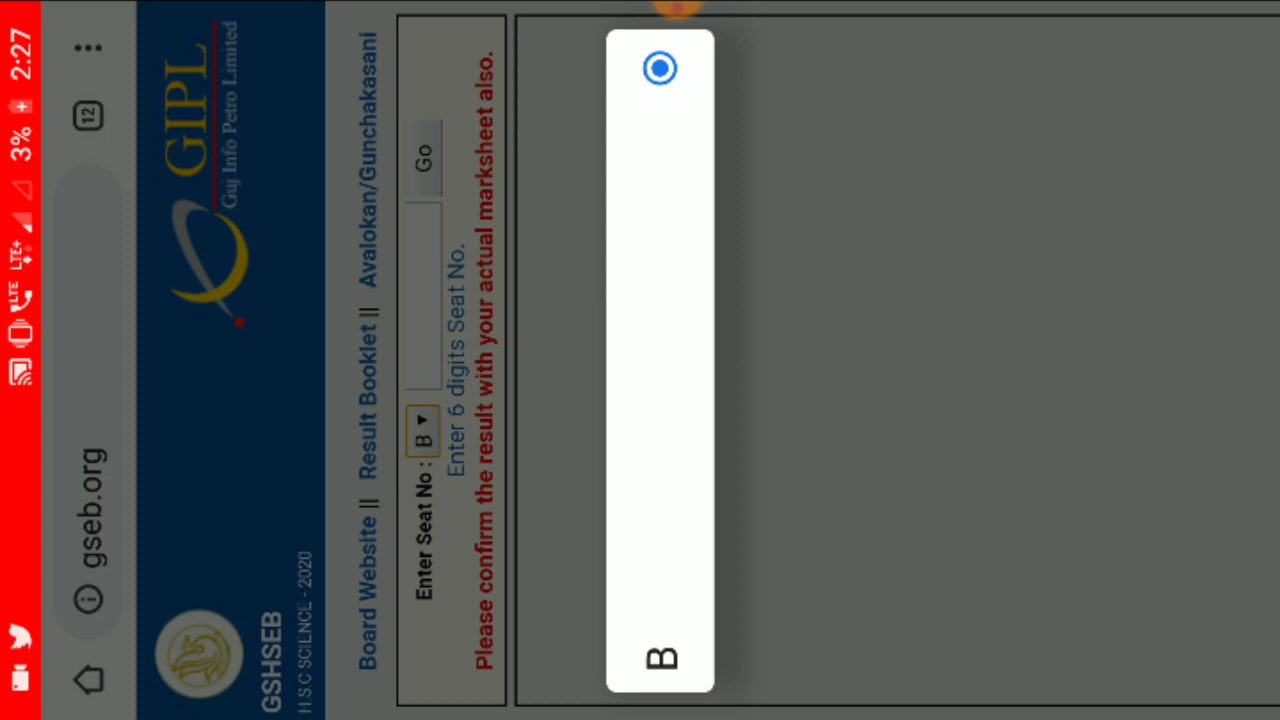 2:27
3%
LTE+
LTE
12
gseb.org
GIPL
Guj Info Petro Limited
GSHSEB
H.S.C SCIENCE - 2020
Board Website || Result Booklet || Avalokan/Gunchakasani
Enter Seat No : B Go
Enter 6 digits Seat No.
Please confirm the result with your actual marksheet also.
B